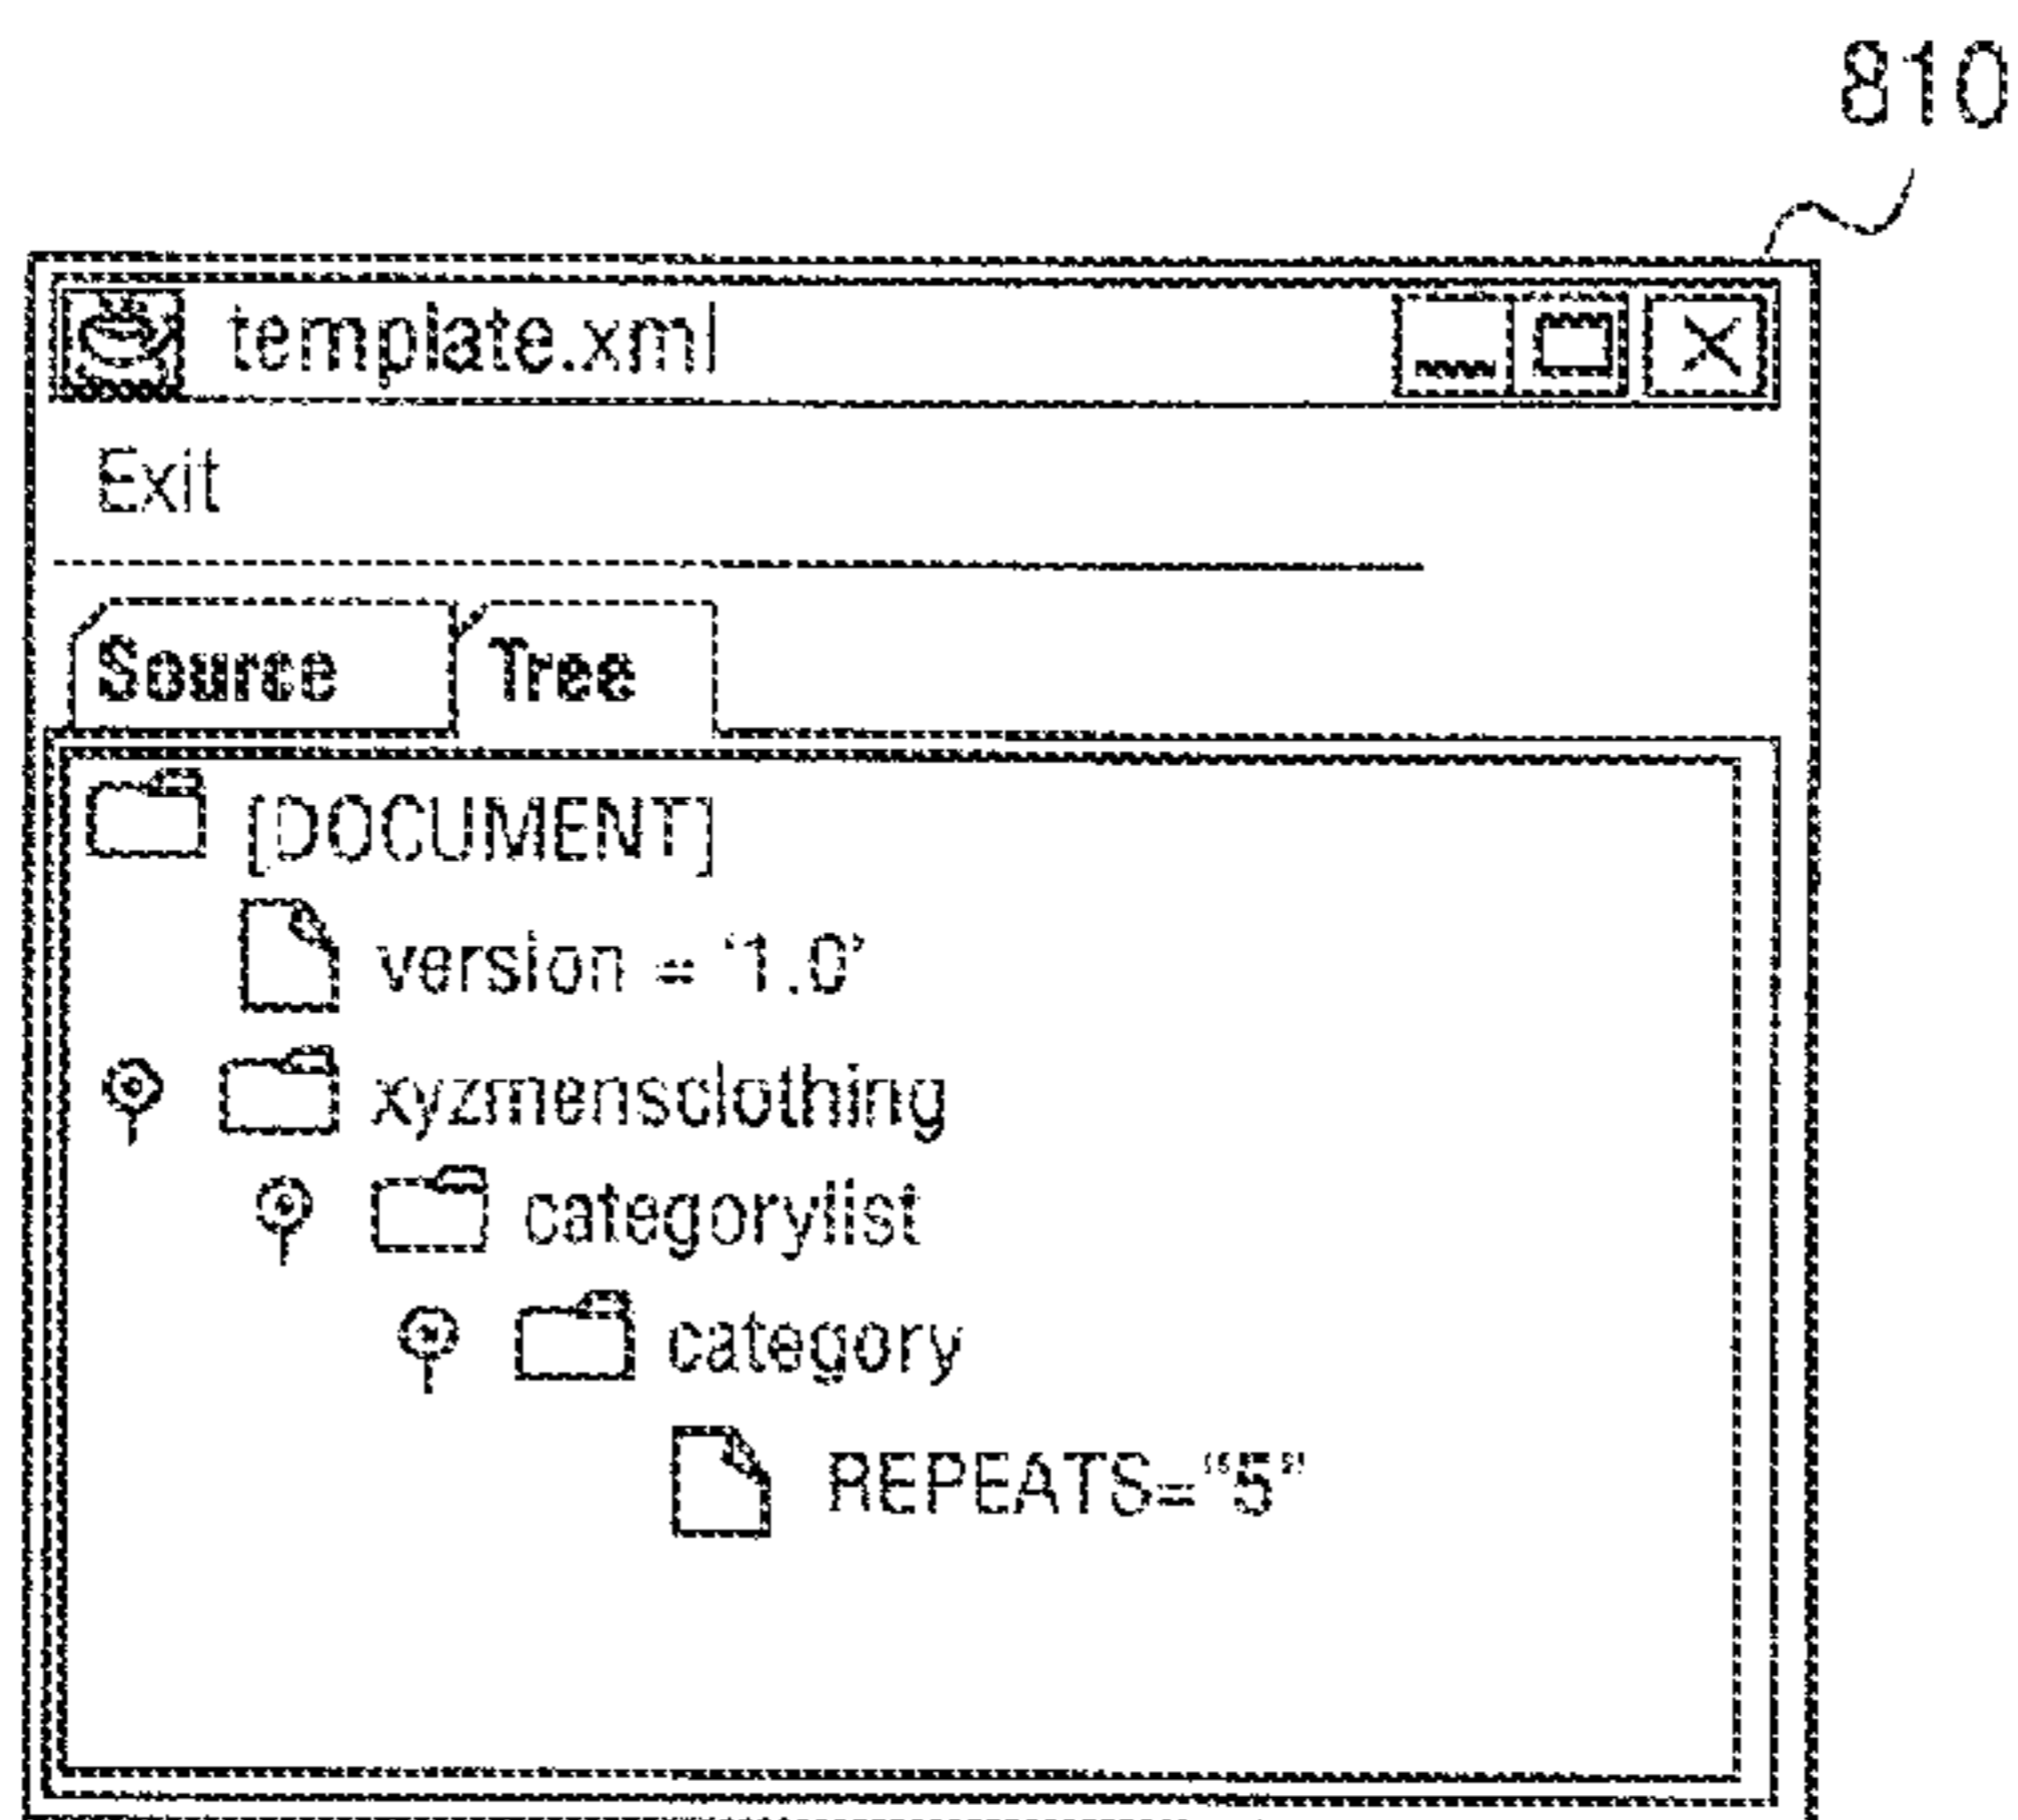 810
template.xml
Exit
Source Tree
[DOCUMENT]
version = '1.0'
xyzmensclothing
categorylist
category
REPEATS="5"